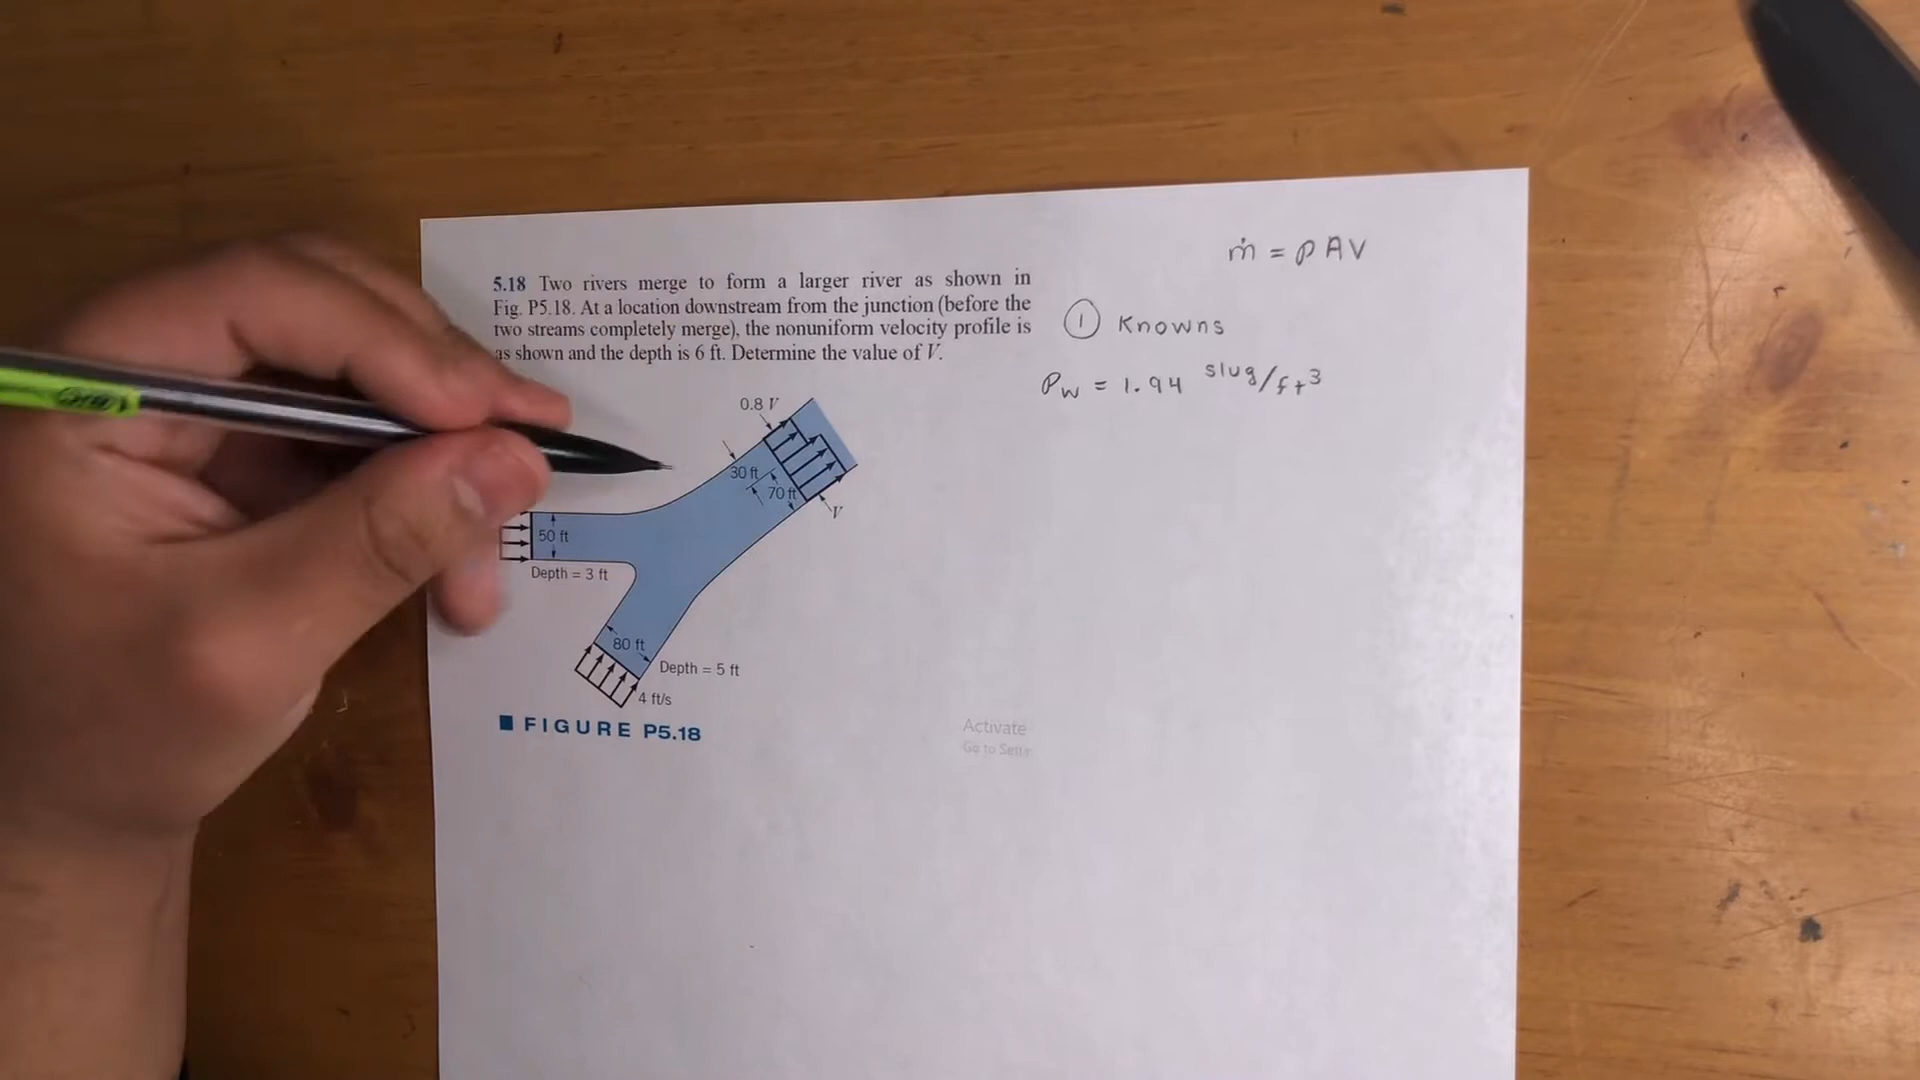 5.18 Two rivers merge to form a larger river as shown in
Fig. P5.18. At a location downstream from the junction (before the
two streams completely merge), the nonuniform velocity profile is
as shown and the depth is 6 ft. Determine the value of V.
ṁ = ρAV
① Knowns
ρw = 1.94 slug/ft³
0.8 V
30 ft
70 ft
V
50 ft
Depth = 3 ft
80 ft
Depth = 5 ft
4 ft/s
■ FIGURE P5.18
Activate
Go to Settin